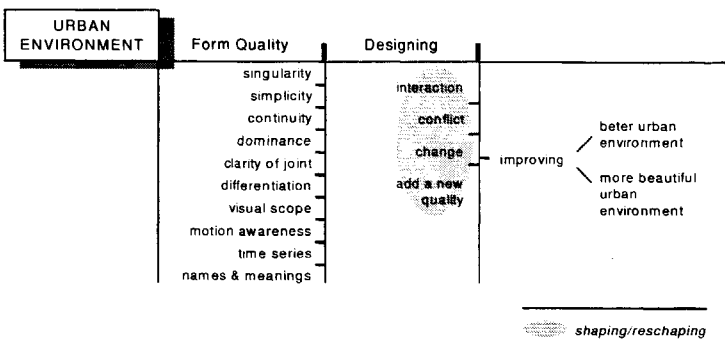 URBAN
ENVIRONMENT
Form Quality
Designing
singularity
simplicity
continuity
dominance
clarity of joint
differentiation
visual scope
motion awareness
time series
names & meanings
interaction
conflict
change
add a new
quality
improving
beter urban
environment
more beautiful
urban
environment
shaping/reschaping